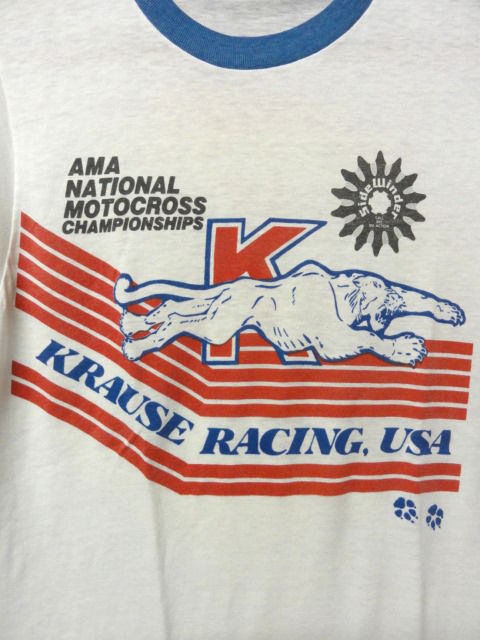 AMA
NATIONAL
MOTOCROSS
CHAMPIONSHIPS
SideWinder
K
KRAUSE RACING, USA